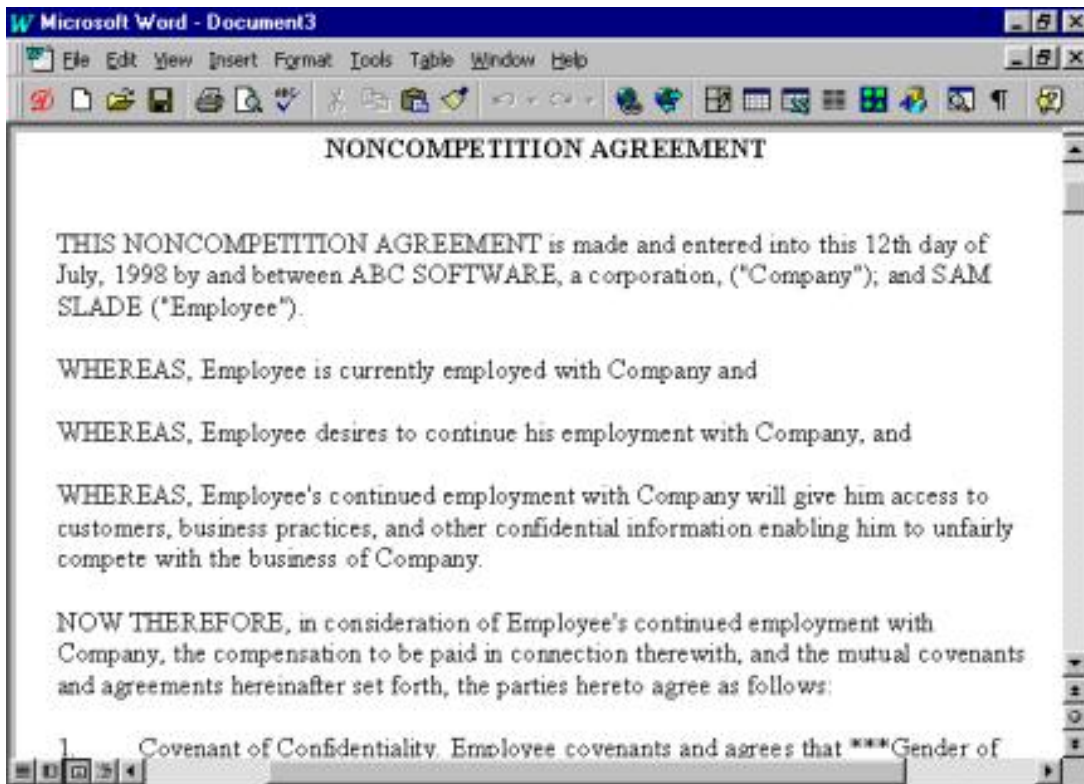 Microsoft Word - Document3
File Edit View Insert Format Tools Table Window Help
NONCOMPETITION AGREEMENT
THIS NONCOMPETITION AGREEMENT is made and entered into this 12th day of
July, 1998 by and between ABC SOFTWARE, a corporation, ("Company"); and SAM
SLADE ("Employee").
WHEREAS, Employee is currently employed with Company and
WHEREAS, Employee desires to continue his employment with Company, and
WHEREAS, Employee's continued employment with Company will give him access to
customers, business practices, and other confidential information enabling him to unfairly
compete with the business of Company.
NOW THEREFORE, in consideration of Employee's continued employment with
Company, the compensation to be paid in connection therewith, and the mutual covenants
and agreements hereinafter set forth, the parties hereto agree as follows:
1. Covenant of Confidentiality. Employee covenants and agrees that ***Gender of